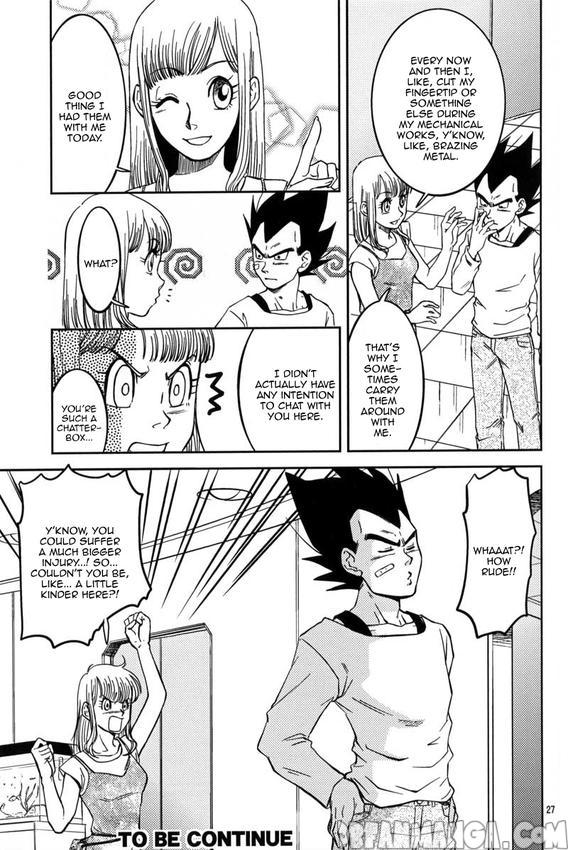 EVERY NOW
AND THEN I,
LIKE, CUT MY
FINGERTIP
OR
SOMETHING
ELSE DURING
MY MECHANICAL
WORKS, Y'KNOW,
LIKE, BRAZING
METAL.
THAT'S
WHY I
SOME-
TIMES
CARRY
THEM
AROUND
WITH
ME.
GOOD
THING I
HAD THEM
WITH ME
TODAY.
WHAT?
I DIDN'T
ACTUALLY HAVE
ANY INTENTION
TO CHAT WITH
YOU HERE.
YOU'RE
SUCH A
CHATTER-
BOX...
WHAAAT?!
HOW
RUDE!!
Y'KNOW, YOU
COULD SUFFER
A MUCH BIGGER
INJURY...! SO...
COULDN'T YOU BE,
LIKE... A LITTLE
KINDER HERE?!
27
TO BE CONTINUE
DBFANMANGA.COM